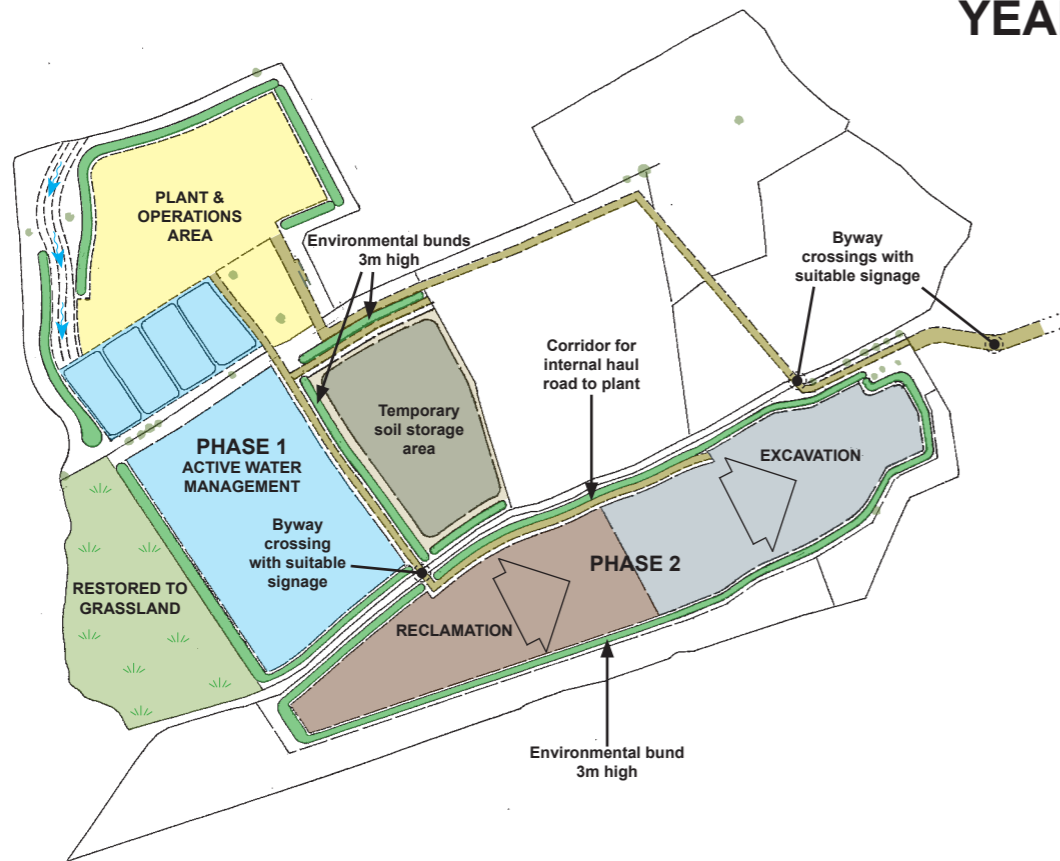 PLANT &
OPERATIONS
AREA
Environmental bunds
3m high
Byway
crossings with
suitable signage
Corridor for
internal haul
road to plant
Temporary
soil storage
area
PHASE 1
ACTIVE WATER
MANAGEMENT
EXCAVATION
Byway
crossing
with suitable
signage
PHASE 2
RESTORED TO
GRASSLAND
RECLAMATION
Environmental bund
3m high